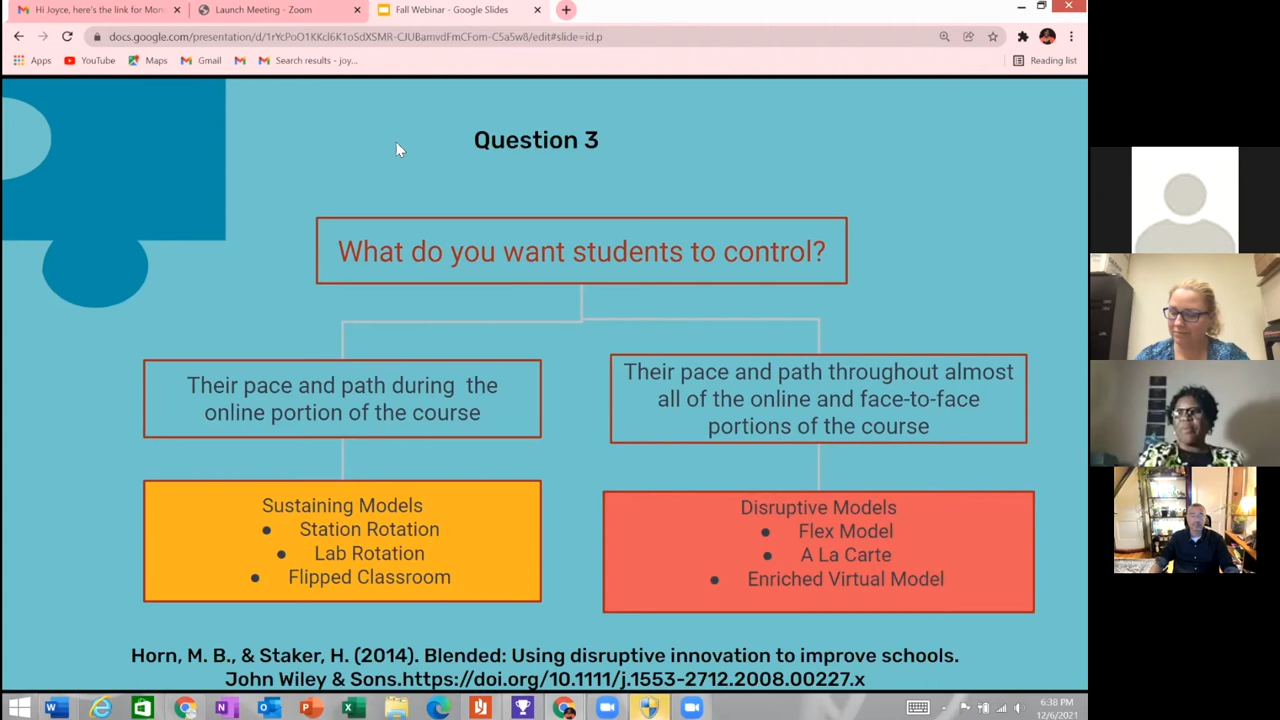 Hi Joyce, here's the link for Mon
Launch Meeting - Zoom
Fall Webinar - Google Slides
docs.google.com/presentation/d/1rYcPoO1KKcl6K1oSdXSMR-CJUBamvdFmCFom-C5a5w8/edit#slide=id.p
Apps
YouTube
Maps
Gmail
Search results - joy...
Reading list
Question 3
What do you want students to control?
Their pace and path during the
online portion of the course
Their pace and path throughout almost
all of the online and face-to-face
portions of the course
Sustaining Models
● Station Rotation
● Lab Rotation
● Flipped Classroom
Disruptive Models
● Flex Model
● A La Carte
● Enriched Virtual Model
Horn, M. B., & Staker, H. (2014). Blended: Using disruptive innovation to improve schools.
John Wiley & Sons.https://doi.org/10.1111/j.1553-2712.2008.00227.x
6:38 PM
12/6/2021